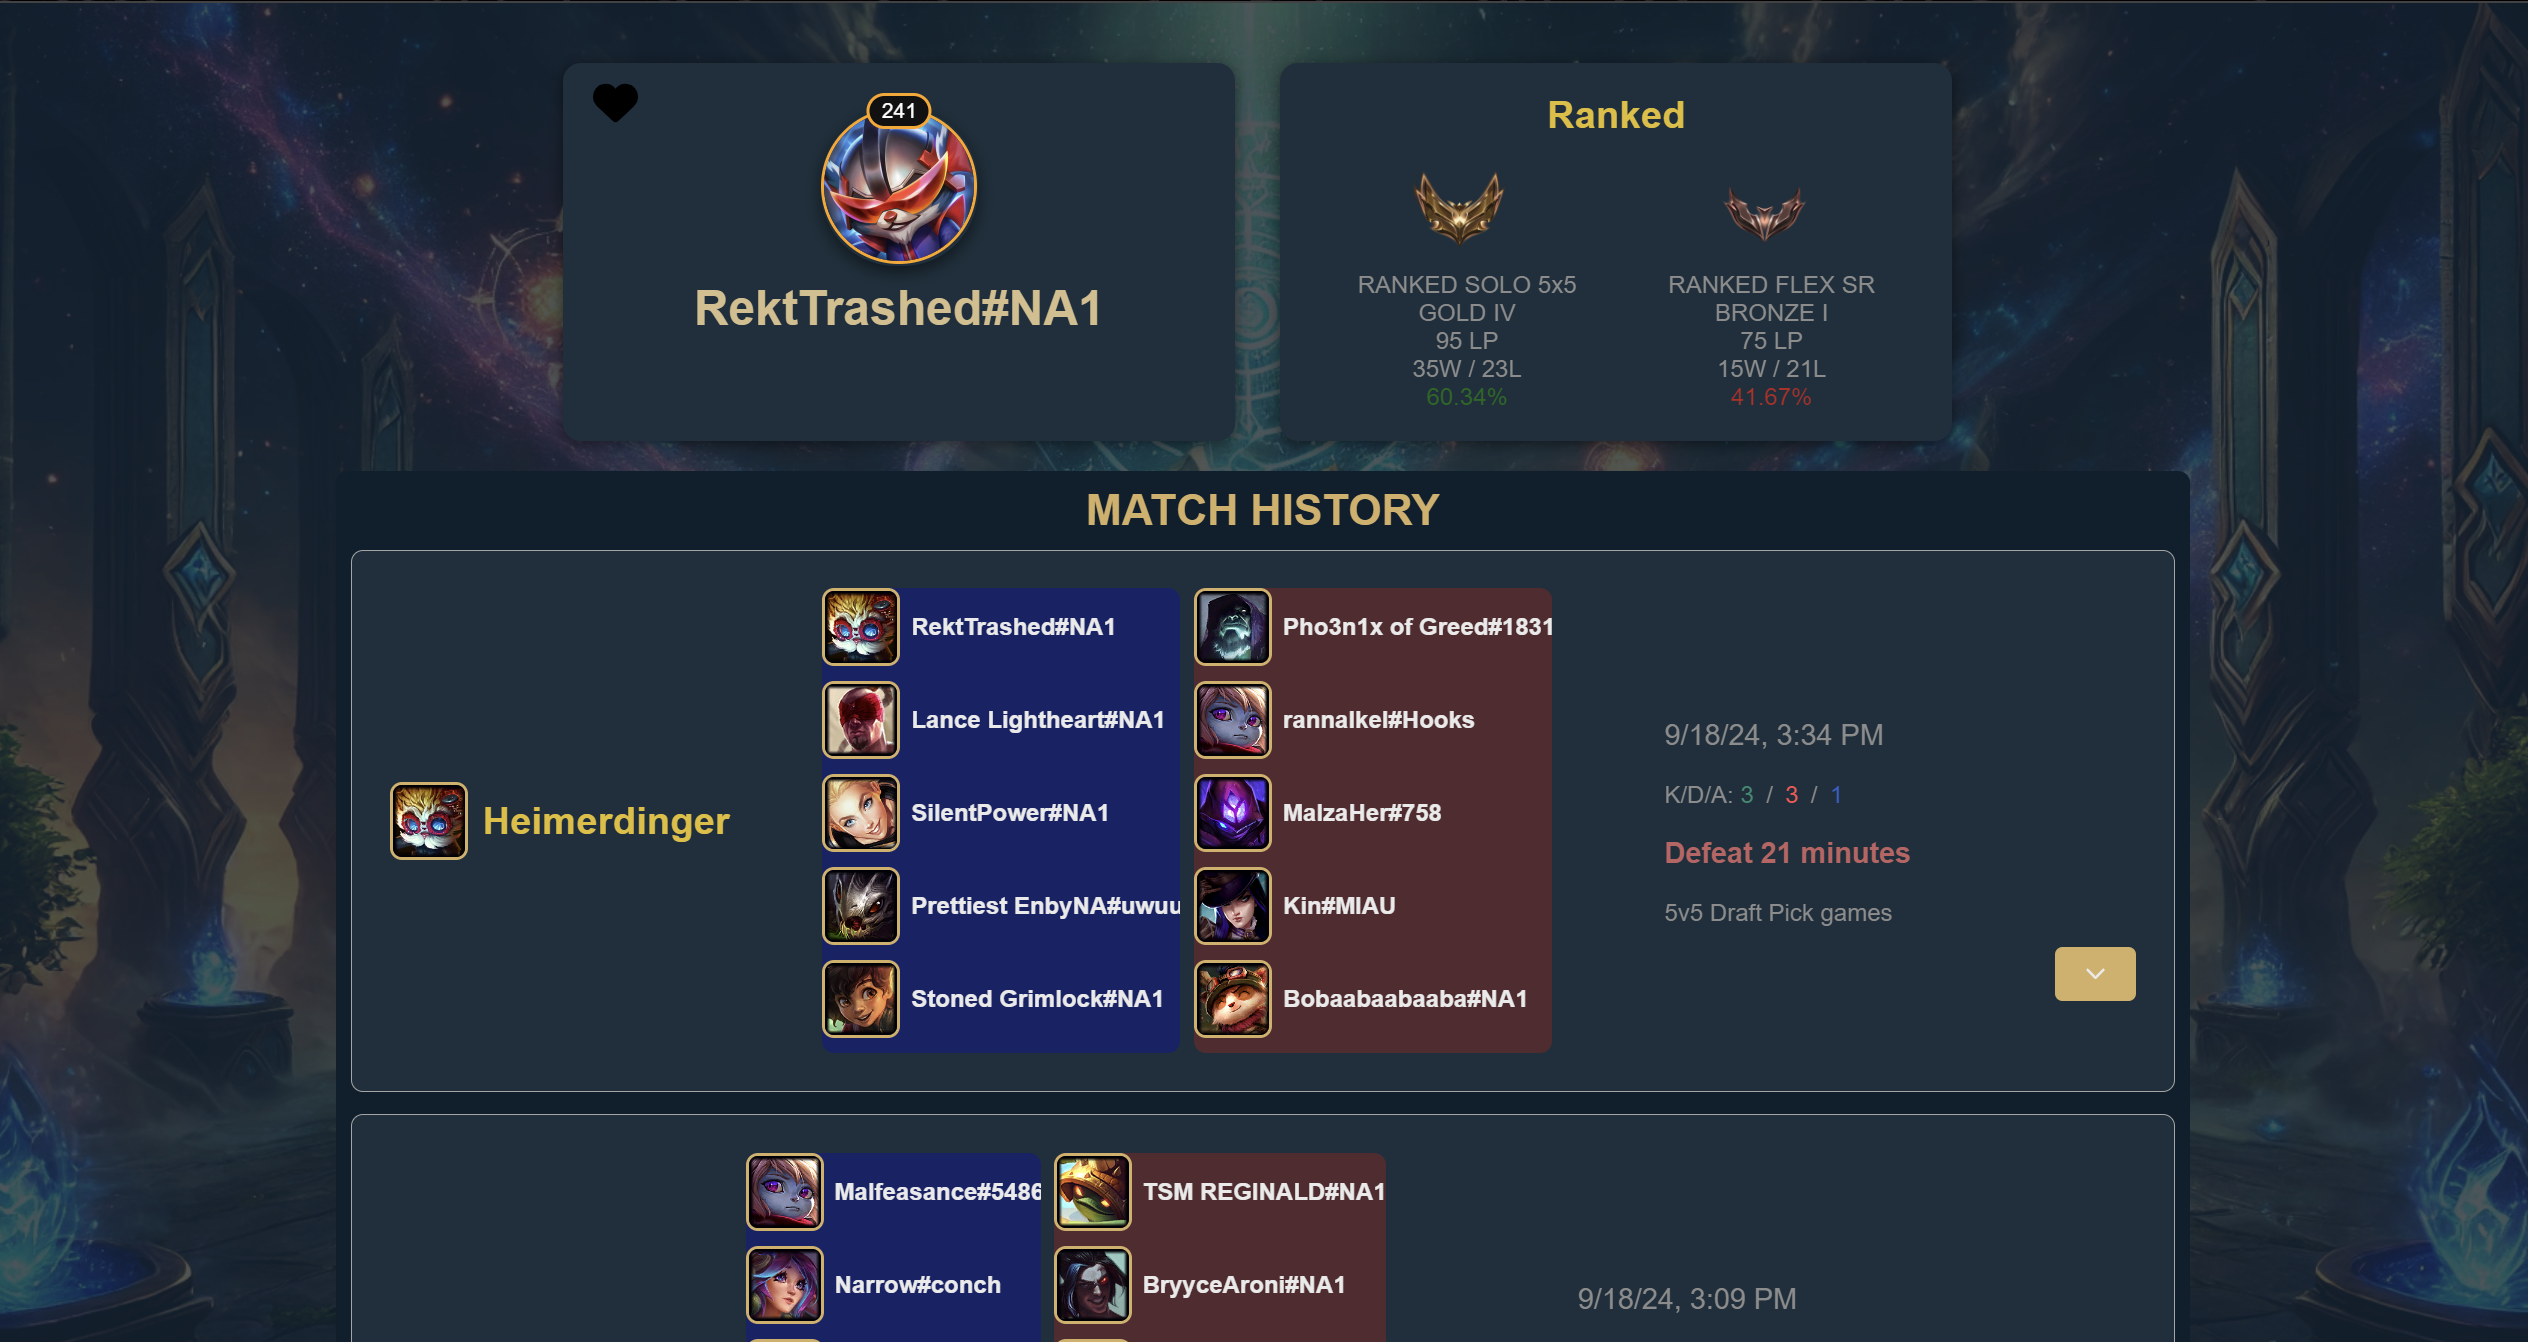 241
RektTrashed#NA1
Ranked
RANKED SOLO 5x5
GOLD IV
95 LP
35W / 23L
60.34%
RANKED FLEX SR
BRONZE I
75 LP
15W / 21L
41.67%
MATCH HISTORY
Heimerdinger
RektTrashed#NA1
Lance Lightheart#NA1
SilentPower#NA1
Prettiest EnbyNA#uwuu
Stoned Grimlock#NA1
Pho3n1x of Greed#1831
rannalkel#Hooks
MalzaHer#758
Kin#MIAU
Bobaabaabaaba#NA1
9/18/24, 3:34 PM
K/D/A: 3 / 3 / 1
Defeat 21 minutes
5v5 Draft Pick games
Malfeasance#5486
Narrow#conch
TSM REGINALD#NA1
BryyceAroni#NA1
9/18/24, 3:09 PM